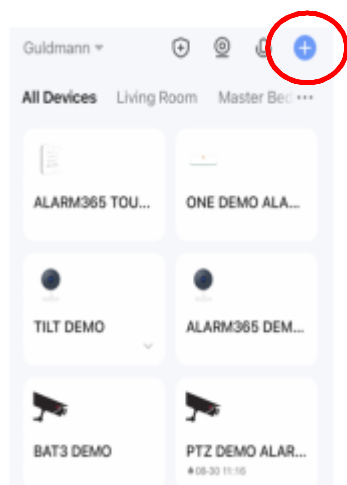 Guldmann
All Devices Living Room Master Bed ...
ALARM365 TOU... ONE DEMO ALA...
TILT DEMO ALARM365 DEM...
BAT3 DEMO PTZ DEMO ALAR...
08-30 11:16